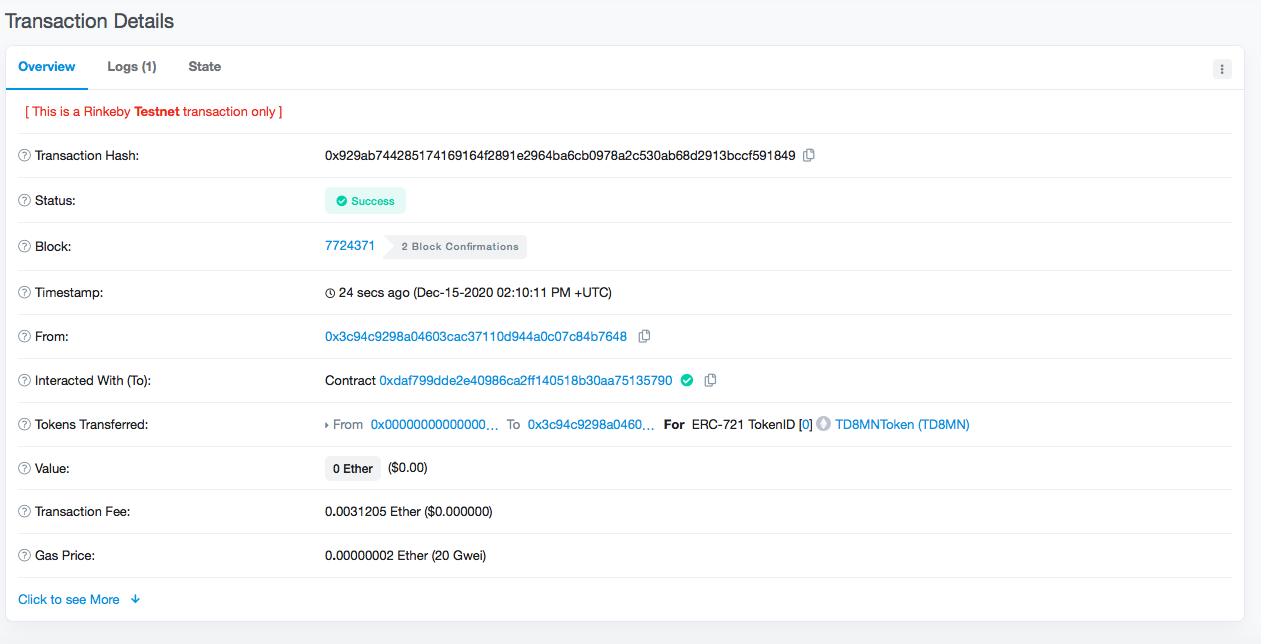 Transaction Details
Overview Logs (1) State
[ This is a Rinkeby Testnet transaction only ]
Transaction Hash: 0x929ab744285174169164f2891e2964ba6cb0978a2c530ab68d2913bccf591849
Status: Success
Block: 7724371 2 Block Confirmations
Timestamp: 24 secs ago (Dec-15-2020 02:10:11 PM +UTC)
From: 0x3c94c9298a04603cac37110d944a0c07c84b7648
Interacted With (To): Contract 0xdaf799dde2e40986ca2ff140518b30aa75135790
Tokens Transferred: From 0x00000000000000... To 0x3c94c9298a0460... For ERC-721 TokenID [0] TD8MNToken (TD8MN)
Value: 0 Ether ($0.00)
Transaction Fee: 0.0031205 Ether ($0.000000)
Gas Price: 0.00000002 Ether (20 Gwei)
Click to see More